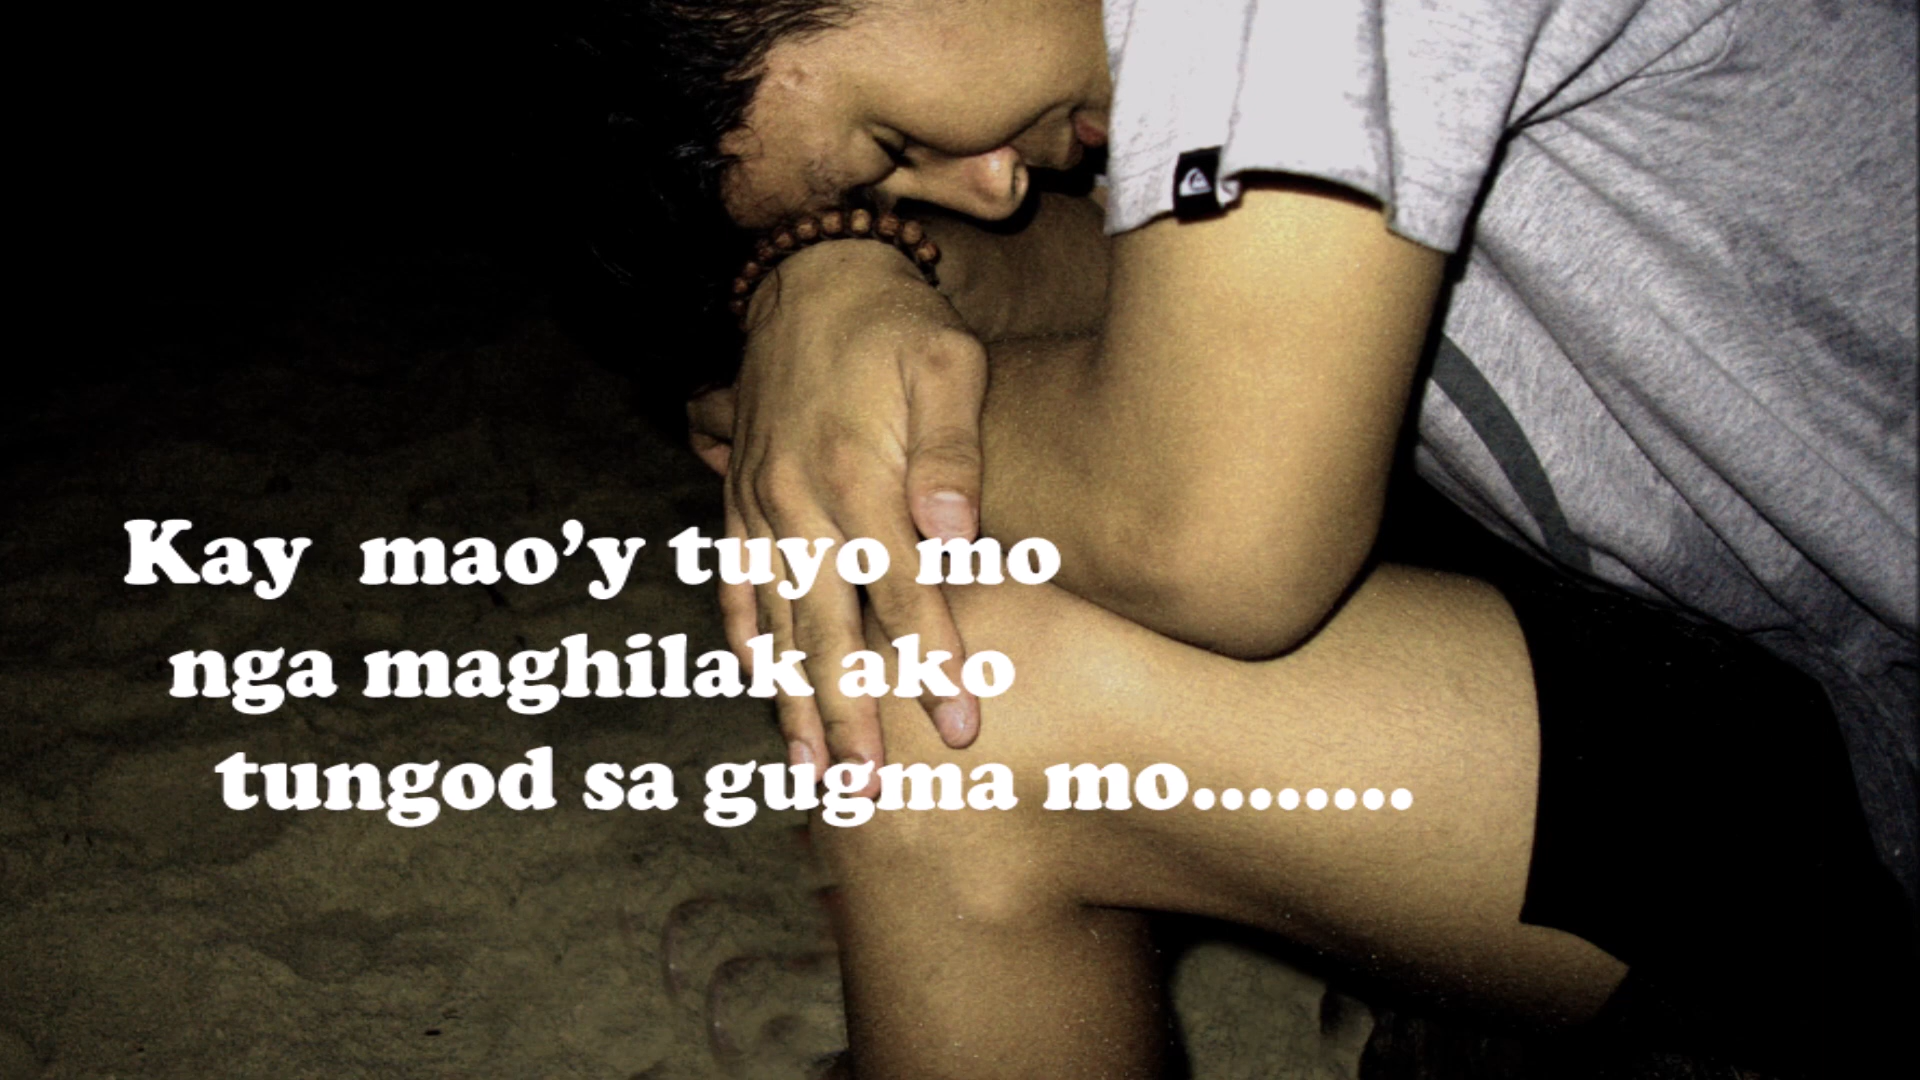 Kay mao’y tuyo mo
nga maghilak ako
tungod sa gugma mo........